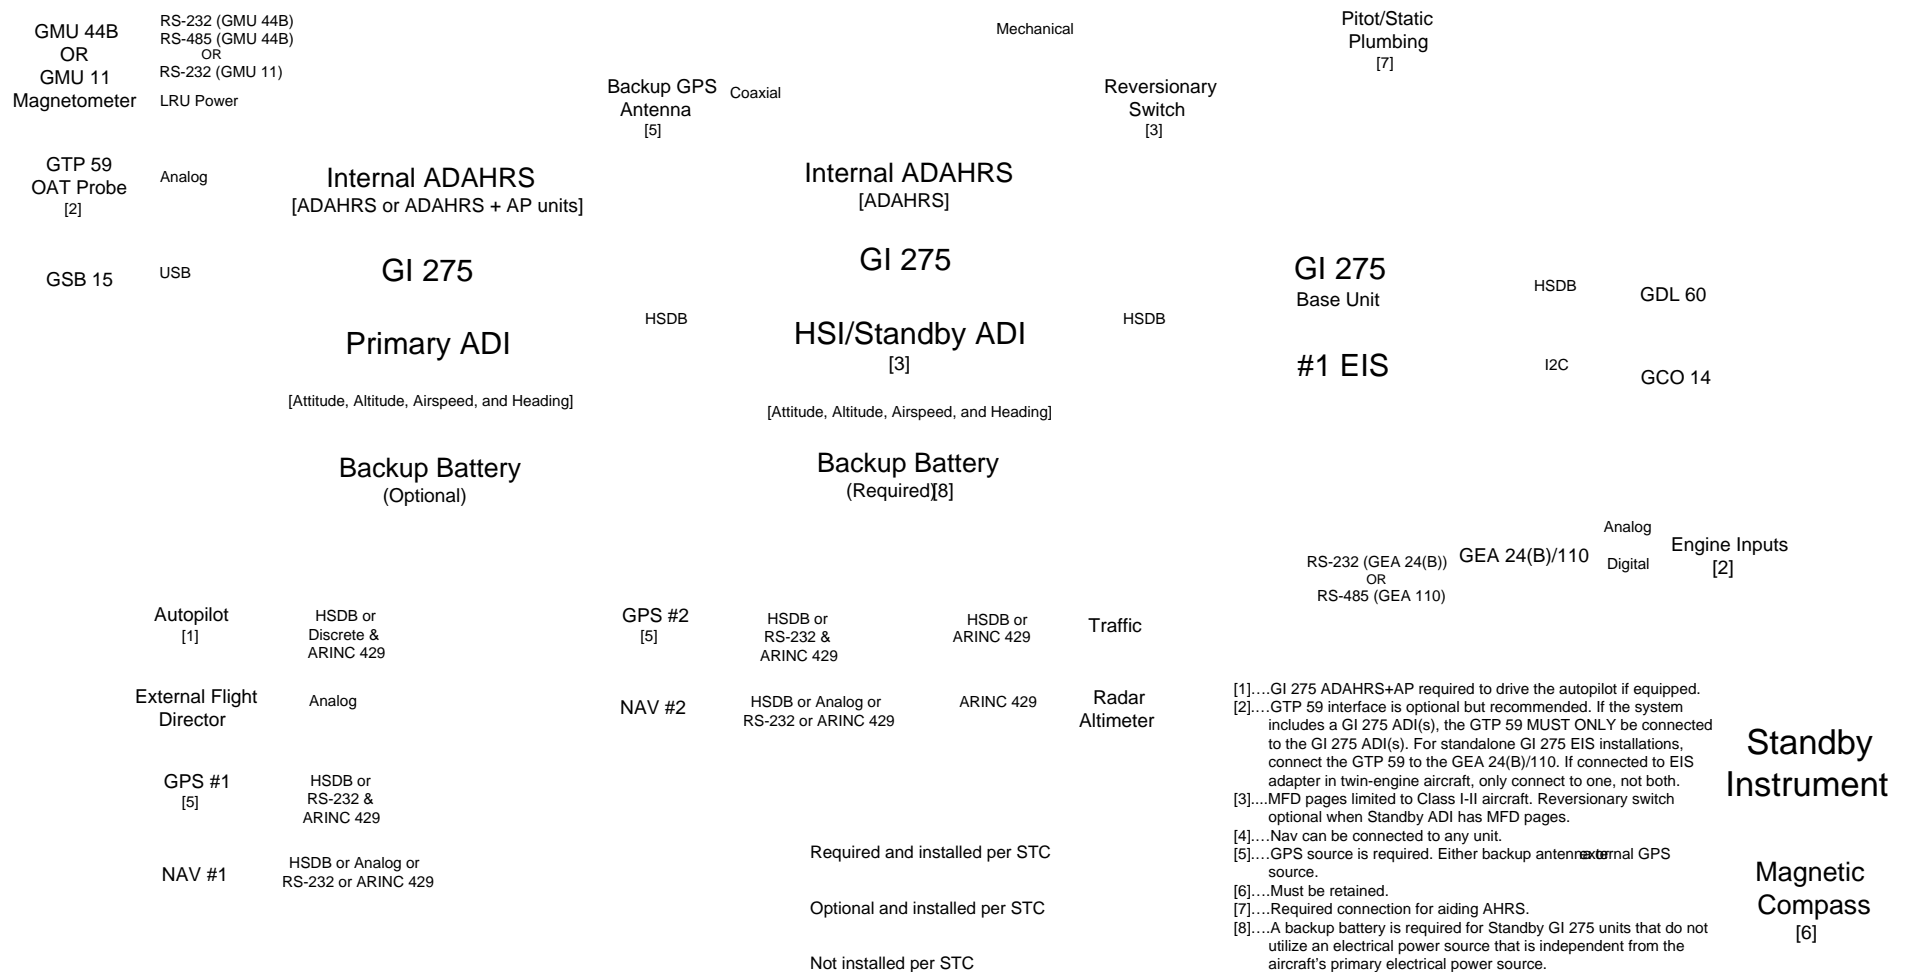 GMU 44B
OR
GMU 11
Magnetometer
RS-232 (GMU 44B)
RS-485 (GMU 44B)
OR
RS-232 (GMU 11)
LRU Power
Mechanical
Pitot/Static
Plumbing
[7]
Backup GPS
Antenna
[5]
Coaxial
Reversionary
Switch
[3]
GTP 59
OAT Probe
[2]
Analog
Internal ADAHRS
[ADAHRS or ADAHRS + AP units]
Internal ADAHRS
[ADAHRS]
GSB 15
USB
GI 275
GI 275
GI 275
Base Unit
HSDB
GDL 60
Primary ADI
HSDB
HSI/Standby ADI
[3]
HSDB
#1 EIS
I2C
GCO 14
[Attitude, Altitude, Airspeed, and Heading]
[Attitude, Altitude, Airspeed, and Heading]
Backup Battery
(Optional)
Backup Battery
(Required)[8]
RS-232 (GEA 24(B))
OR
RS-485 (GEA 110)
GEA 24(B)/110
Analog
Digital
Engine Inputs
[2]
Autopilot
[1]
HSDB or
Discrete &
ARINC 429
GPS #2
[5]
HSDB or
RS-232 &
ARINC 429
HSDB or
ARINC 429
Traffic
External Flight
Director
Analog
NAV #2
HSDB or Analog or
RS-232 or ARINC 429
ARINC 429
Radar
Altimeter
GPS #1
[5]
HSDB or
RS-232 &
ARINC 429
NAV #1
HSDB or Analog or
RS-232 or ARINC 429
Required and installed per STC
Optional and installed per STC
Not installed per STC
[1]….GI 275 ADAHRS+AP required to drive the autopilot if equipped.
[2]….GTP 59 interface is optional but recommended. If the system
includes a GI 275 ADI(s), the GTP 59 MUST ONLY be connected
to the GI 275 ADI(s). For standalone GI 275 EIS installations,
connect the GTP 59 to the GEA 24(B)/110. If connected to EIS
adapter in twin-engine aircraft, only connect to one, not both.
[3]....MFD pages limited to Class I-II aircraft. Reversionary switch
optional when Standby ADI has MFD pages.
[4]….Nav can be connected to any unit.
[5]….GPS source is required. Either backup antenna or external GPS
source.
[6]….Must be retained.
[7]….Required connection for aiding AHRS.
[8]….A backup battery is required for Standby GI 275 units that do not
utilize an electrical power source that is independent from the
aircraft's primary electrical power source.
Standby
Instrument
Magnetic
Compass
[6]